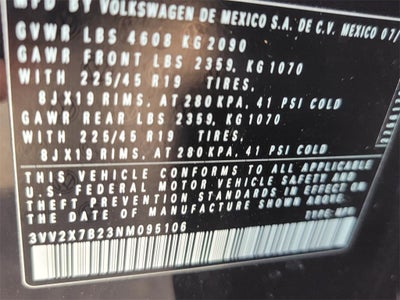 MFD BY VOLKSWAGEN DE MEXICO S.A. DE C.V. MEXICO 07/
GVWR LBS 4608 KG 2090
GAWR FRONT LBS 2359, KG 1070
WITH 225/45 R19 TIRES,
8JX19 RIMS, AT 280 KPA, 41 PSI COLD
GAWR REAR LBS 2359, KG 1070
WITH 225/45 R19 TIRES,
8JX19 RIMS, AT 280 KPA, 41 PSI COLD
THIS VEHICLE CONFORMS TO ALL APPLICABLE
U.S. FEDERAL MOTOR VEHICLE SAFETY AND
THEFT PREVENTION STANDARDS IN EFFECT ON
THE DATE OF MANUFACTURE SHOWN ABOVE.
3VV2X7B23NM095106